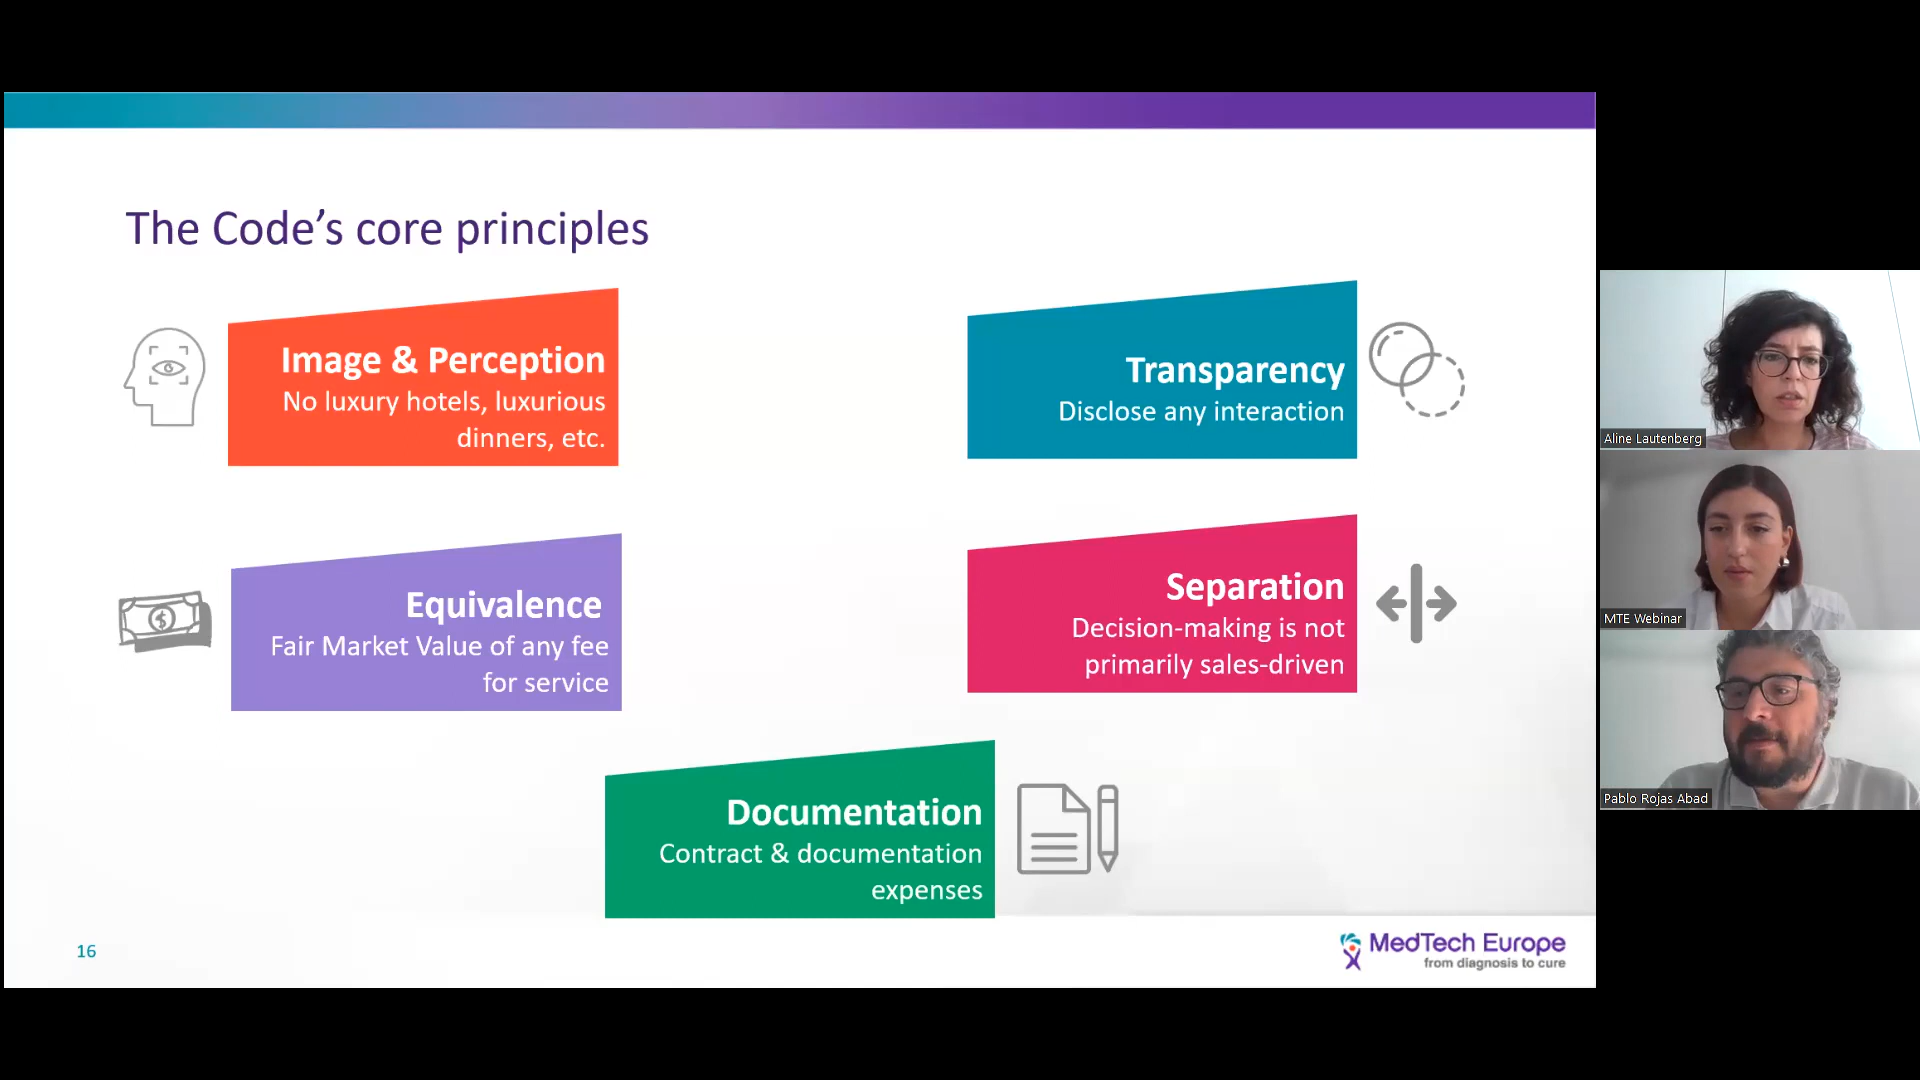 The Code’s core principles
Image & Perception
No luxury hotels, luxurious
dinners, etc.
Transparency
Disclose any interaction
Equivalence
Fair Market Value of any fee
for service
Separation
Decision-making is not
primarily sales-driven
Documentation
Contract & documentation
expenses
16
MedTech Europe
from diagnosis to cure
Aline Lautenberg
MTE Webinar
Pablo Rojas Abad